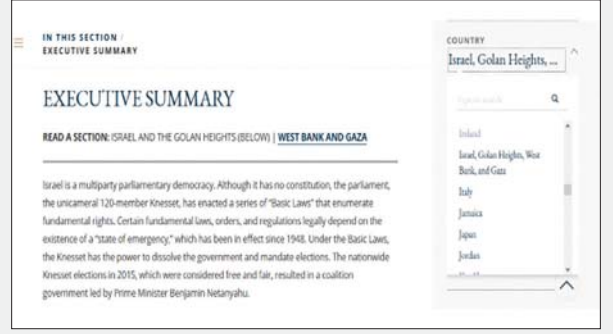 IN THIS SECTION /
EXECUTIVE SUMMARY
EXECUTIVE SUMMARY
READ A SECTION: ISRAEL AND THE GOLAN HEIGHTS (BELOW) | WEST BANK AND GAZA
Israel is a multiparty parliamentary democracy. Although it has no constitution, the parliament,
the unicameral 120-member Knesset, has enacted a series of “Basic Laws” that enumerate
fundamental rights. Certain fundamental laws, orders, and regulations legally depend on the
existence of a “state of emergency,” which has been in effect since 1948. Under the Basic Laws,
the Knesset has the power to dissolve the government and mandate elections. The nationwide
Knesset elections in 2015, which were considered free and fair, resulted in a coalition
government led by Prime Minister Benjamin Netanyahu.
COUNTRY
Israel, Golan Heights, ...
Type to search
Ireland
Israel, Golan Heights, West
Bank, and Gaza
Italy
Jamaica
Japan
Jordan